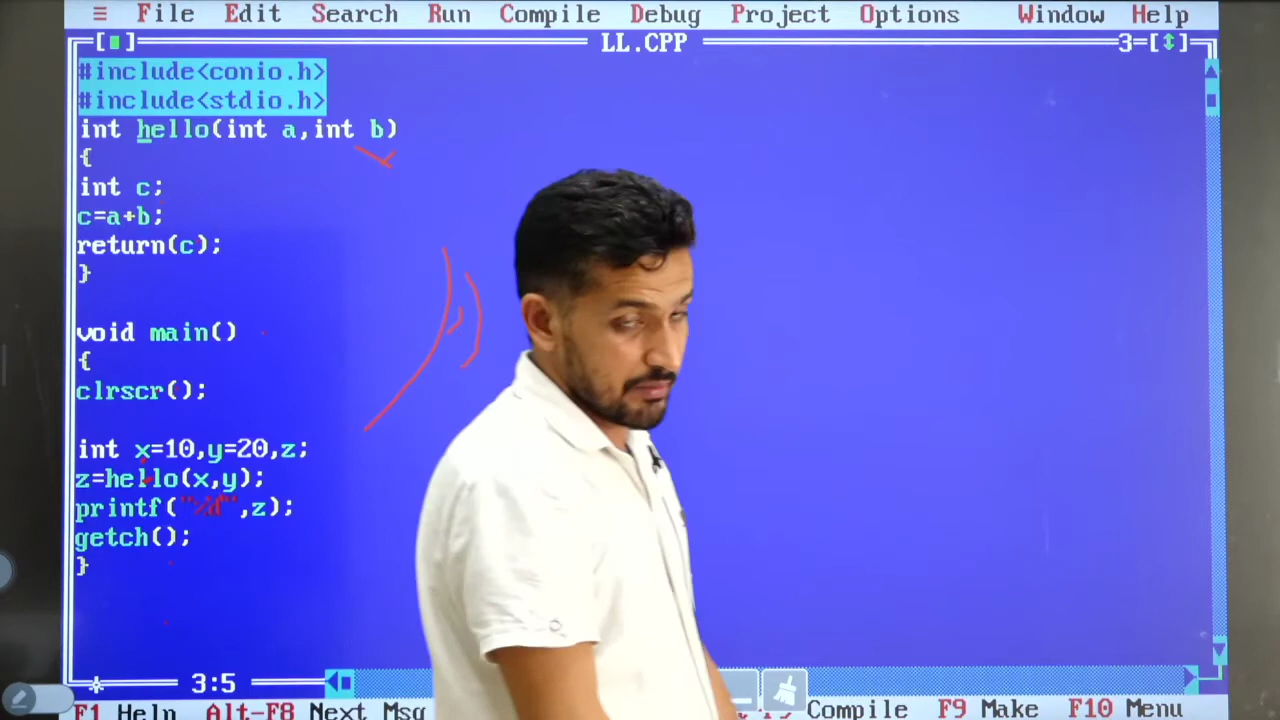 ≡ File Edit Search Run Compile Debug Project Options Window Help
LL.CPP
3
#include<conio.h>
#include<stdio.h>
int hello(int a,int b)
{
int c;
c=a+b;
return(c);
}
void main()
{
clrscr();
int x=10,y=20,z;
z=hello(x,y);
printf("%d",z);
getch();
}
3:5
F1 Help Alt-F8 Next Msg Compile F9 Make F10 Menu